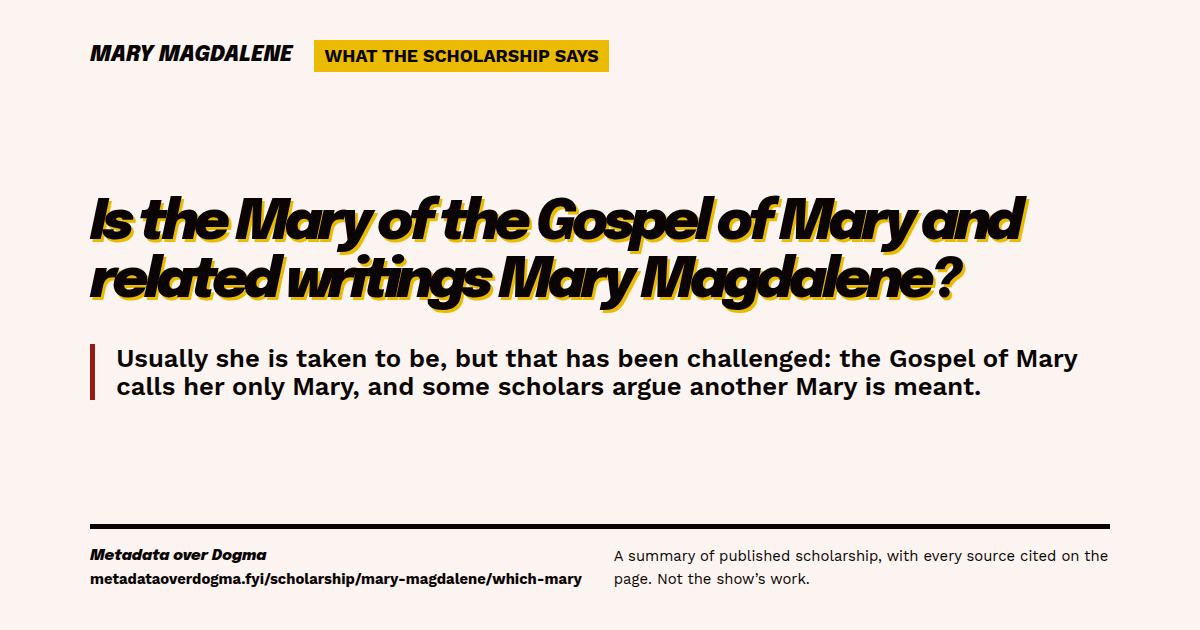 MARY MAGDALENE
WHAT THE SCHOLARSHIP SAYS
Is the Mary of the Gospel of Mary and
related writings Mary Magdalene?
Usually she is taken to be, but that has been challenged: the Gospel of Mary
calls her only Mary, and some scholars argue another Mary is meant.
Metadata over Dogma
metadataoverdogma.fyi/scholarship/mary-magdalene/which-mary
A summary of published scholarship, with every source cited on the
page. Not the show’s work.